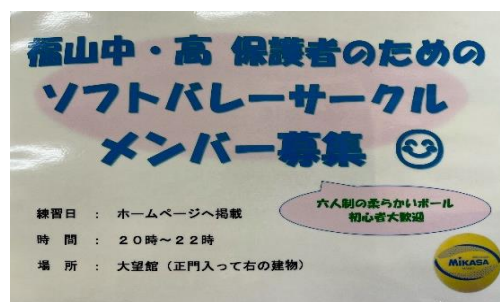 福山中・高 保護者のための
ソフトバレーサークル
メンバー募集
六人制の柔らかいボール
初心者大歓迎
練習日 : ホームページへ掲載
時 間 : 20時~22時
場 所 : 大望館(正門入って右の建物)
MIKASA